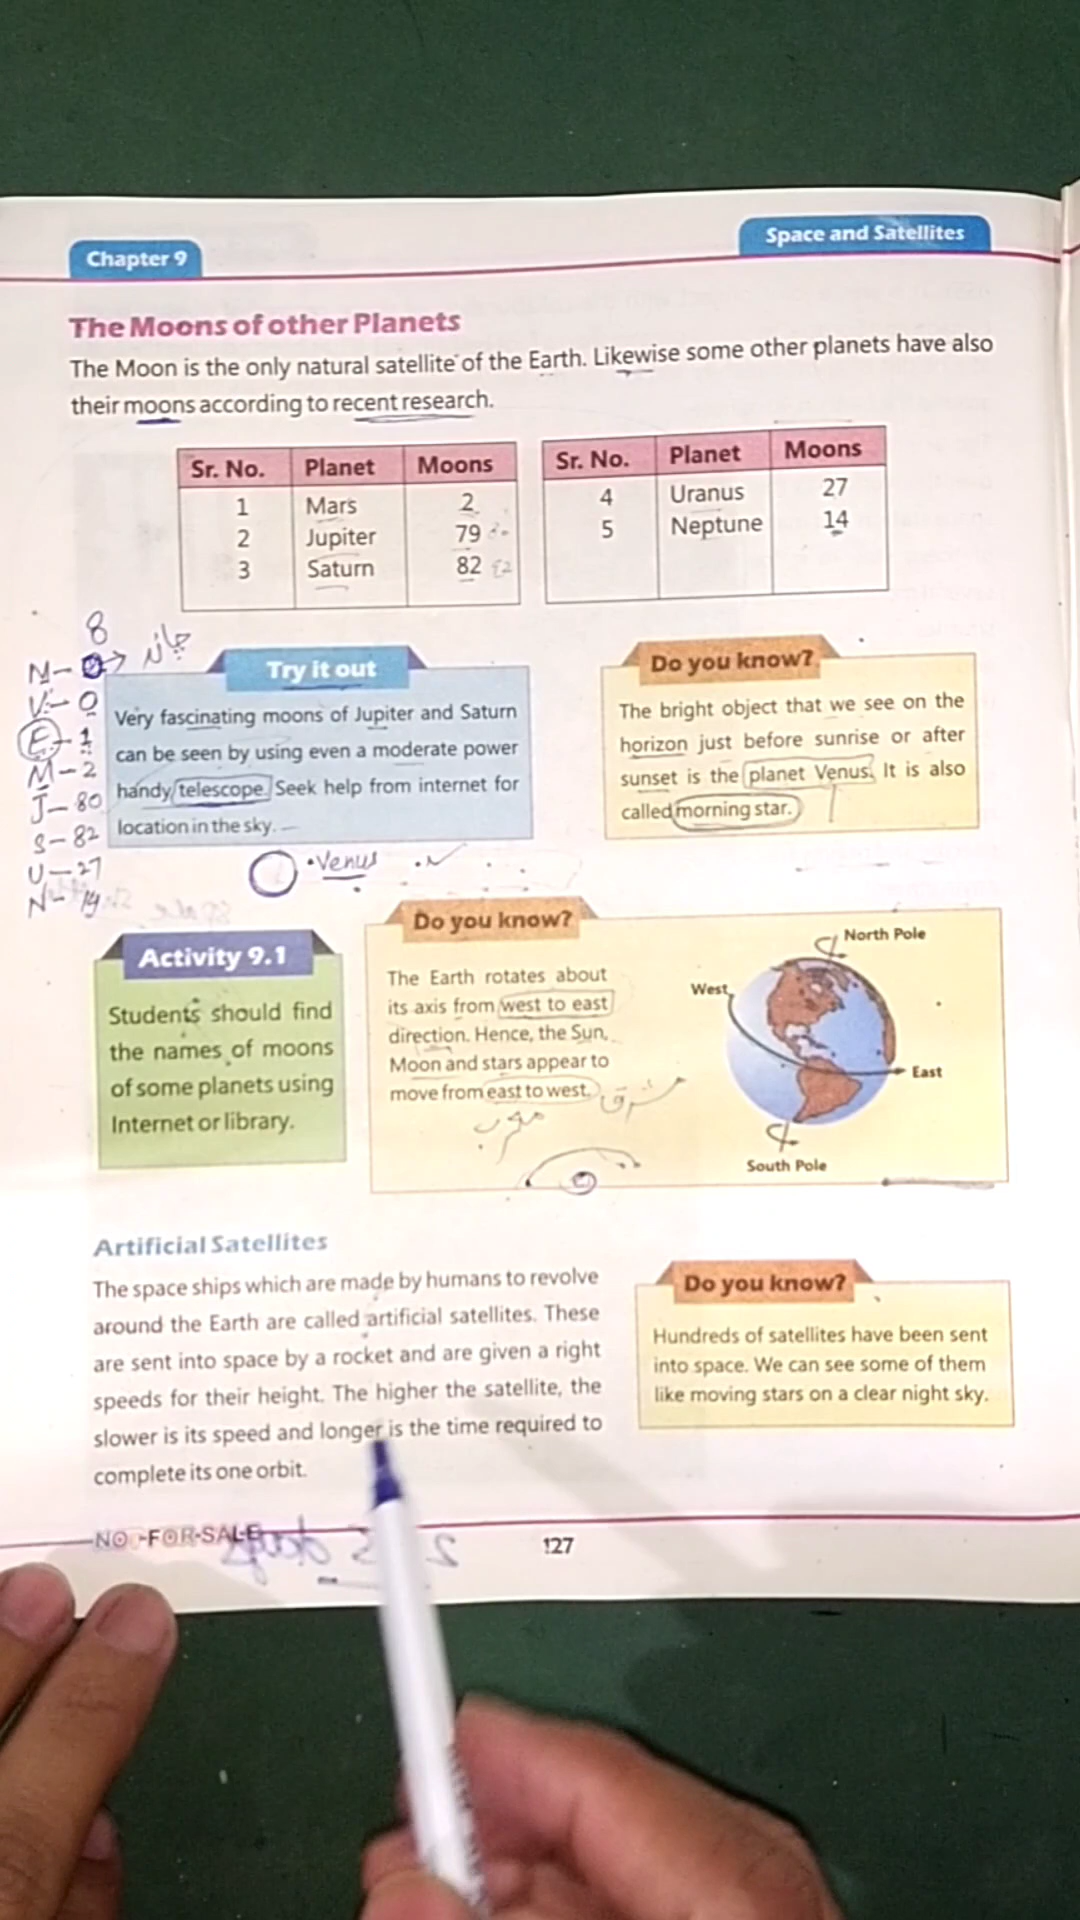 Chapter 9
Space and Satellites
The Moons of other Planets
The Moon is the only natural satellite of the Earth. Likewise some other planets have also
their moons according to recent research.
Sr. No. Planet Moons
1 Mars 2
2 Jupiter 79
3 Saturn 82
Sr. No. Planet Moons
4 Uranus 27
5 Neptune 14
8
M-
V-0
E-1
M-2
J-80
S-82
U-27
N-14
چاند
Try it out
Very fascinating moons of Jupiter and Saturn
can be seen by using even a moderate power
handy telescope. Seek help from internet for
location in the sky.
Do you know?
The bright object that we see on the
horizon just before sunrise or after
sunset is the planet Venus. It is also
called morning star.
Venus
Activity 9.1
Students should find
the names of moons
of some planets using
Internet or library.
Do you know?
The Earth rotates about
its axis from west to east
direction. Hence, the Sun,
Moon and stars appear to
move from east to west.
مشرق
مغرب
North Pole
West
East
South Pole
Artificial Satellites
The space ships which are made by humans to revolve
around the Earth are called artificial satellites. These
are sent into space by a rocket and are given a right
speeds for their height. The higher the satellite, the
slower is its speed and longer is the time required to
complete its one orbit.
Do you know?
Hundreds of satellites have been sent
into space. We can see some of them
like moving stars on a clear night sky.
NO -FOR-SALE
127